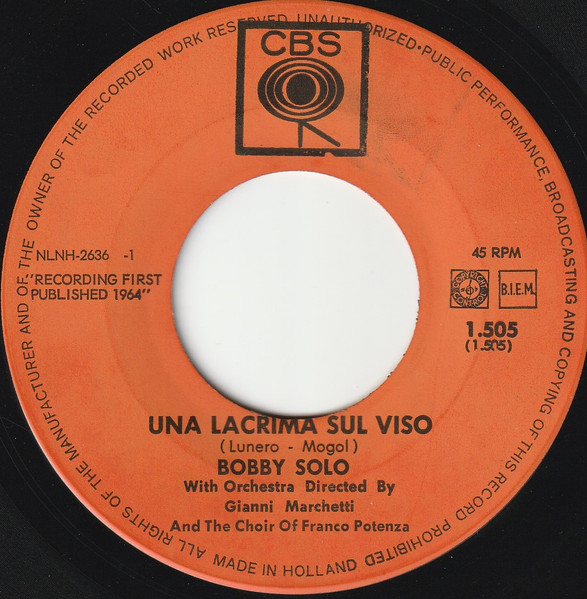 ALL RIGHTS OF THE MANUFACTURER AND OF THE OWNER OF THE RECORDED WORK RESERVED UNAUTHORIZED·PUBLIC PERFORMANCE, BROADCASTING AND COPYING OF THIS RECORD PROHIBITED
CBS
NLNH-2636 -1
"RECORDING FIRST
PUBLISHED 1964"
45 RPM
COPYRIGHT CONTROL
B.I.E.M.
1.505
(1.505)
UNA LACRIMA SUL VISO
(Lunero - Mogol)
BOBBY SOLO
With Orchestra Directed By
Gianni Marchetti
And The Choir Of Franco Potenza
MADE IN HOLLAND